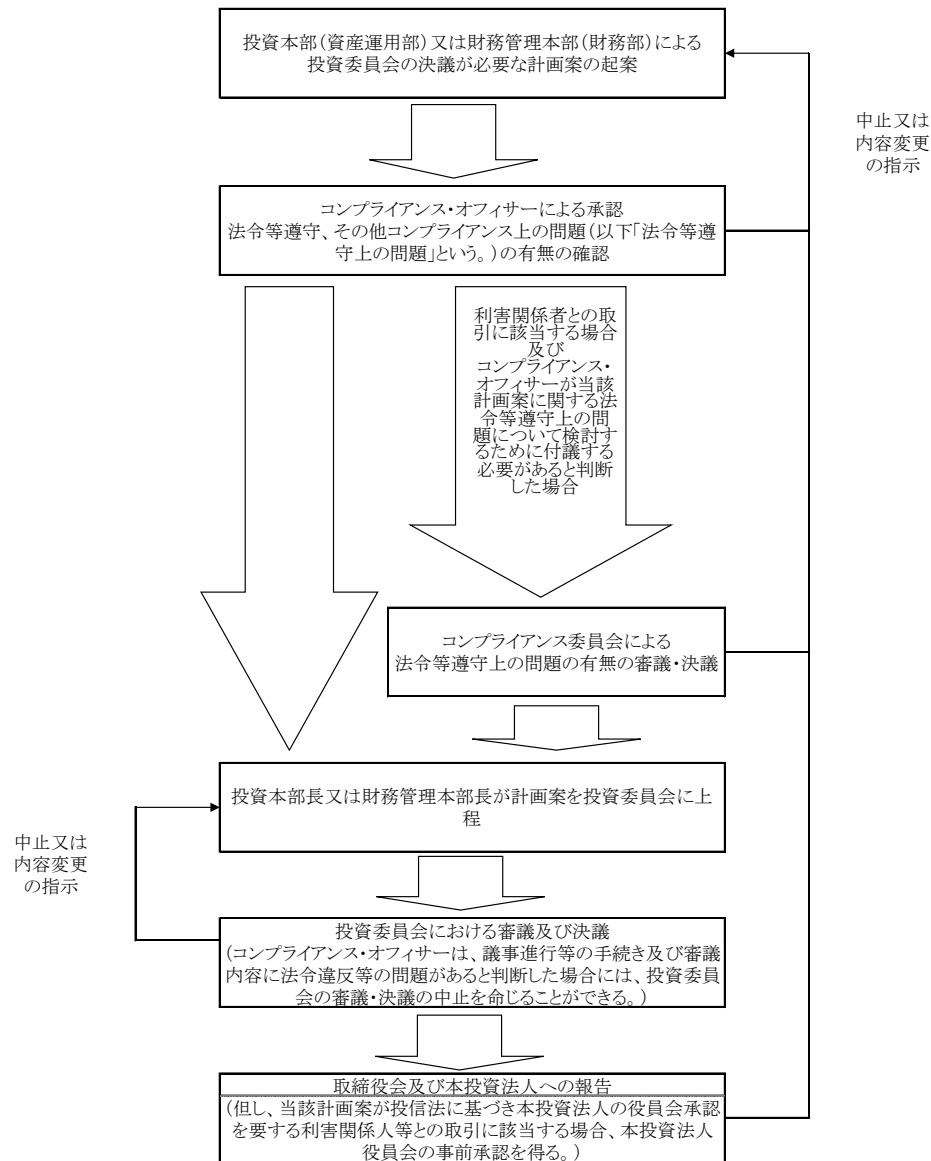 投資本部（資産運用部）又は財務管理本部（財務部）による
投資委員会の決議が必要な計画案の起案
中止又は
内容変更
の指示
コンプライアンス・オフィサーによる承認
法令等遵守、その他コンプライアンス上の問題（以下「法令等遵
守上の問題」という。）の有無の確認
利害関係者との取
引に該当する場合
及び
コンプライアンス・
オフィサーが当該
計画案に関する法
令等遵守上の問
題について検討す
るために付議する
必要があると判断
した場合
コンプライアンス委員会による
法令等遵守上の問題の有無の審議・決議
投資本部長又は財務管理本部長が計画案を投資委員会に上
程
中止又は
内容変更
の指示
投資委員会における審議及び決議
（コンプライアンス・オフィサーは、議事進行等の手続き及び審議
内容に法令違反等の問題があると判断した場合には、投資委員
会の審議・決議の中止を命じることができる。）
取締役会及び本投資法人への報告
（但し、当該計画案が投信法に基づき本投資法人の役員会承認
を要する利害関係人等との取引に該当する場合、本投資法人
役員会の事前承認を得る。）